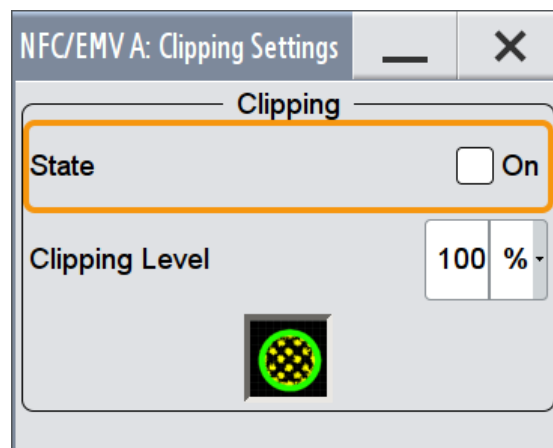 NFC/EMV A: Clipping Settings
Clipping
State On
Clipping Level 100 %